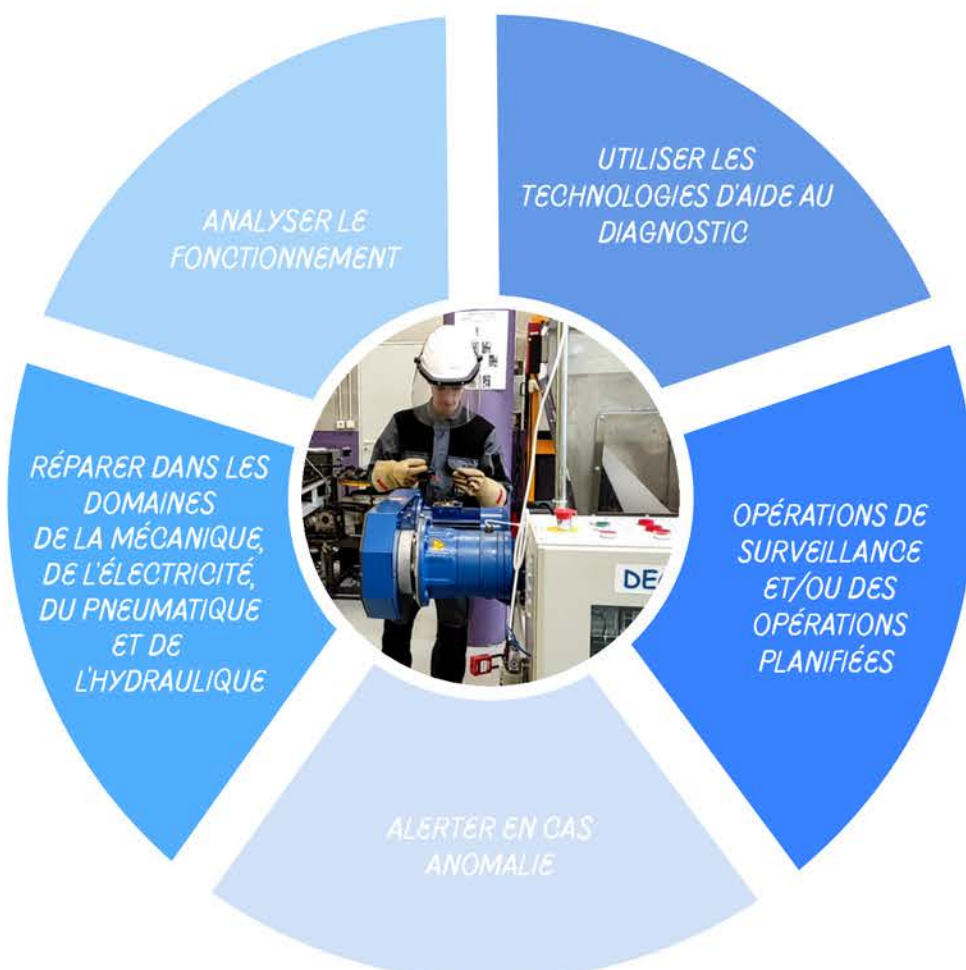 ANALYSER LE
FONCTIONNEMENT
UTILISER LES
TECHNOLOGIES D'AIDE AU
DIAGNOSTIC
OPÉRATIONS DE
SURVEILLANCE
ET/OU DES
OPÉRATIONS
PLANIFIÉES
ALERTER EN CAS
ANOMALIE
RÉPARER DANS LES
DOMAINES
DE LA MÉCANIQUE,
DE L'ÉLECTRICITÉ,
DU PNEUMATIQUE
ET DE
L'HYDRAULIQUE